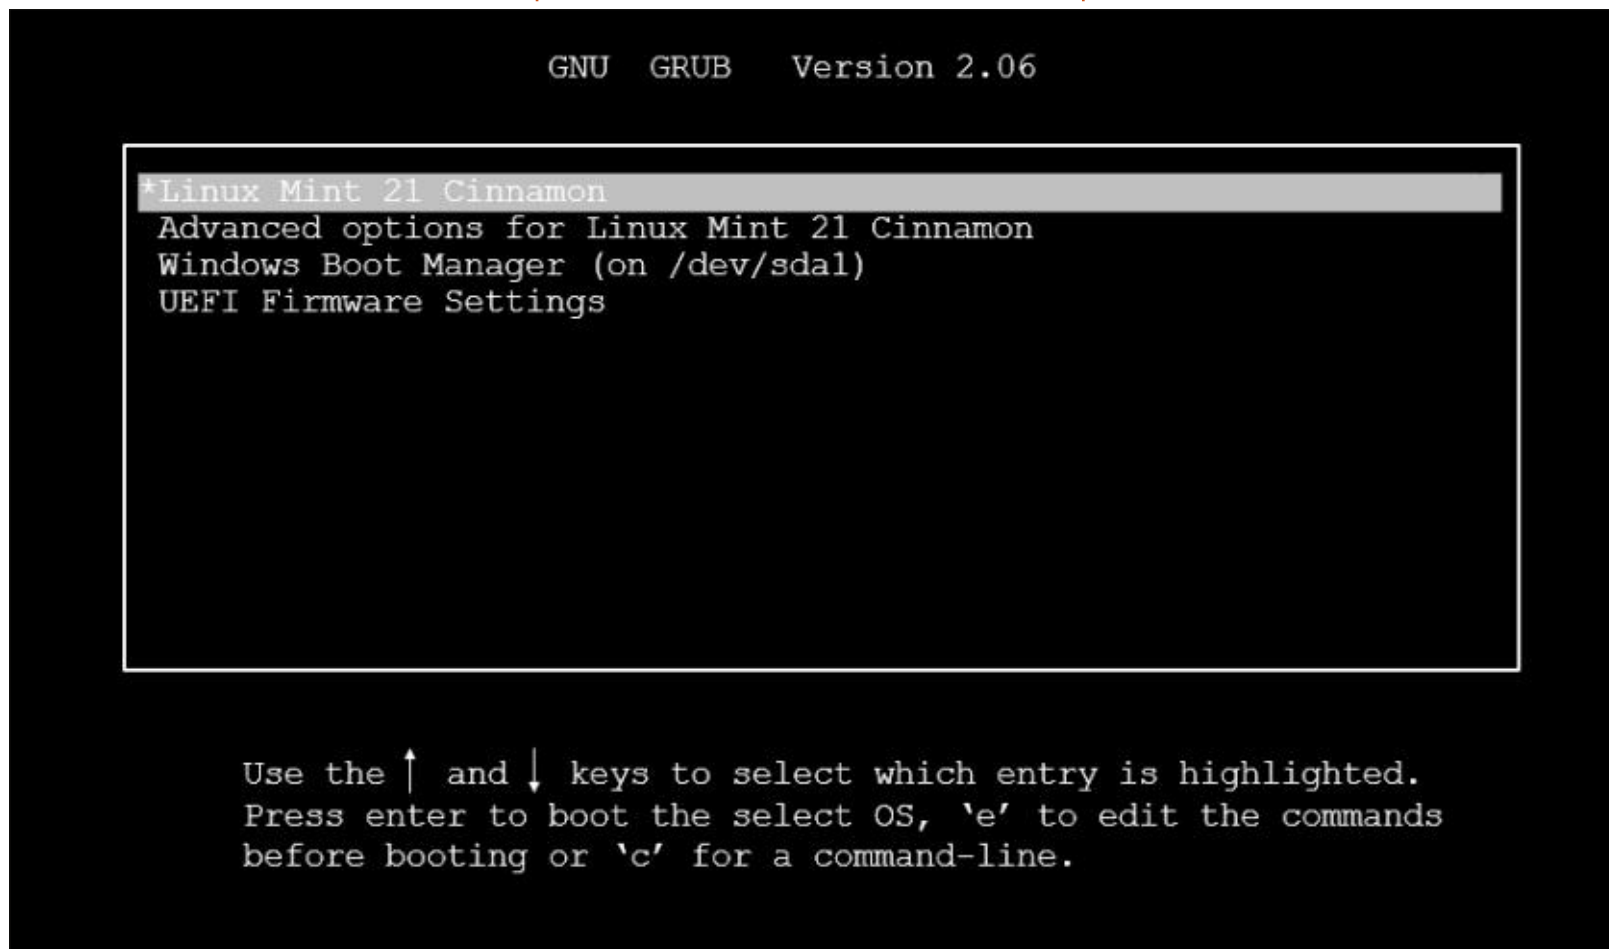 GNU GRUB Version 2.06
*Linux Mint 21 Cinnamon
Advanced options for Linux Mint 21 Cinnamon
Windows Boot Manager (on /dev/sda1)
UEFI Firmware Settings
Use the ↑ and ↓ keys to select which entry is highlighted.
Press enter to boot the select OS, ‘e’ to edit the commands
before booting or ‘c’ for a command-line.